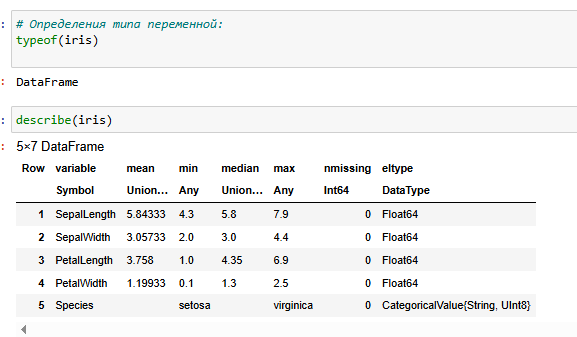 # Определения типа переменной:
typeof(iris)
DataFrame
describe(iris)
5×7 DataFrame
Row variable mean min median max nmissing eltype
Symbol Union… Any Union… Any Int64 DataType
1 SepalLength 5.84333 4.3 5.8 7.9 0 Float64
2 SepalWidth 3.05733 2.0 3.0 4.4 0 Float64
3 PetalLength 3.758 1.0 4.35 6.9 0 Float64
4 PetalWidth 1.19933 0.1 1.3 2.5 0 Float64
5 Species setosa virginica 0 CategoricalValue{String, UInt8}